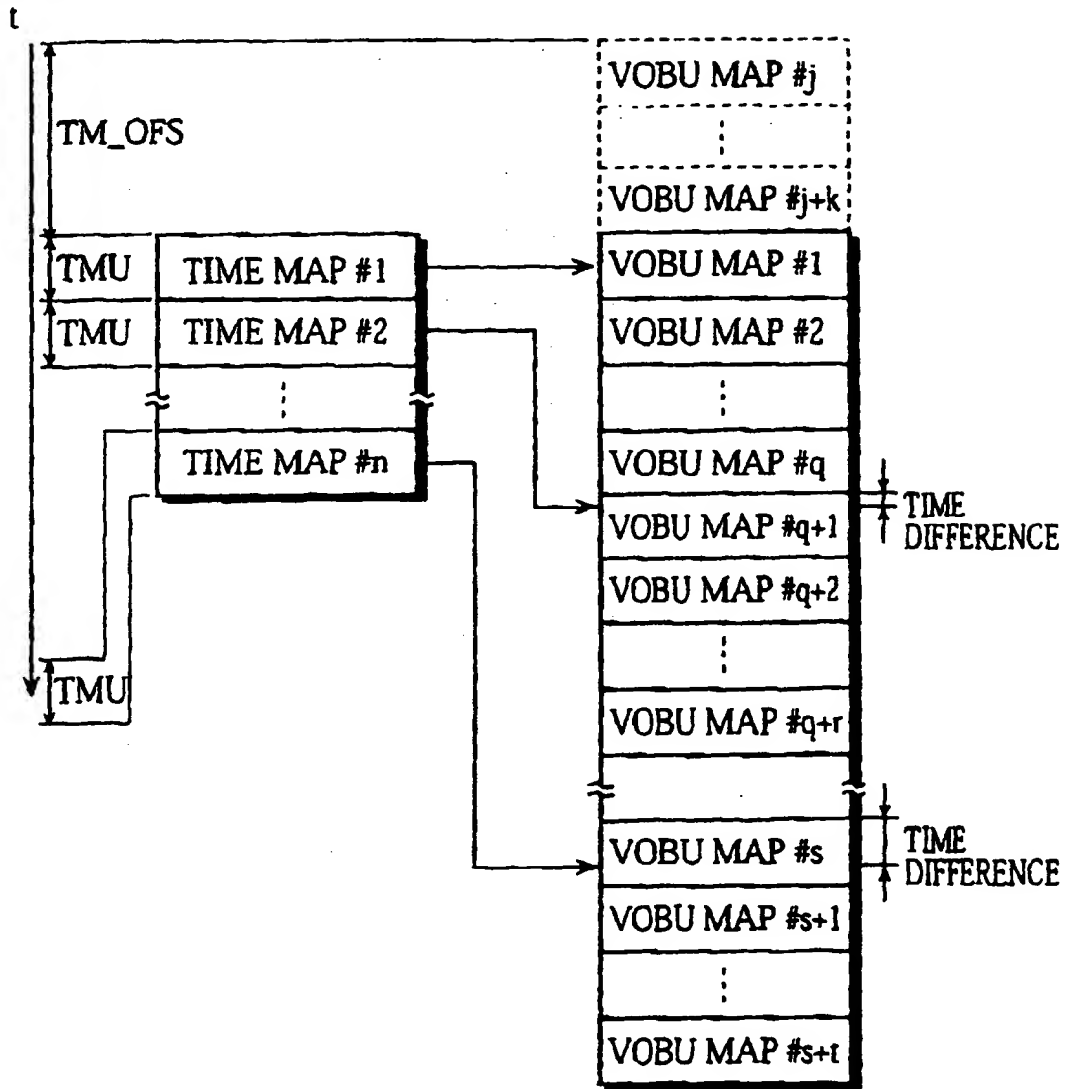 t
VOBU MAP #j
TM_OFS
VOBU MAP #j+k
TMU
TIME MAP #1
VOBU MAP #1
TMU
TIME MAP #2
VOBU MAP #2
TIME MAP #n
VOBU MAP #q
TIME
DIFFERENCE
VOBU MAP #q+1
VOBU MAP #q+2
TMU
VOBU MAP #q+r
VOBU MAP #s
TIME
DIFFERENCE
VOBU MAP #s+1
VOBU MAP #s+t